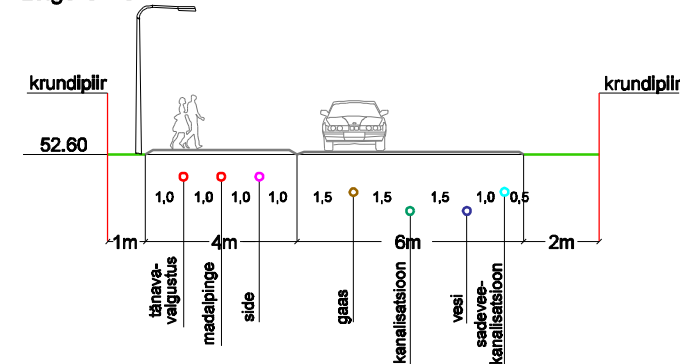 krundipiir
krundipiir
52.60
1,0 1,0 1,0 1,0 1,5 1,5 1,5 1,0 0,5
1m 4m 6m 2m
tänava-
valgustus
madalpinge
side
gaas
kanalisatsioon
vesi
sadevee-
kanalisatsioon